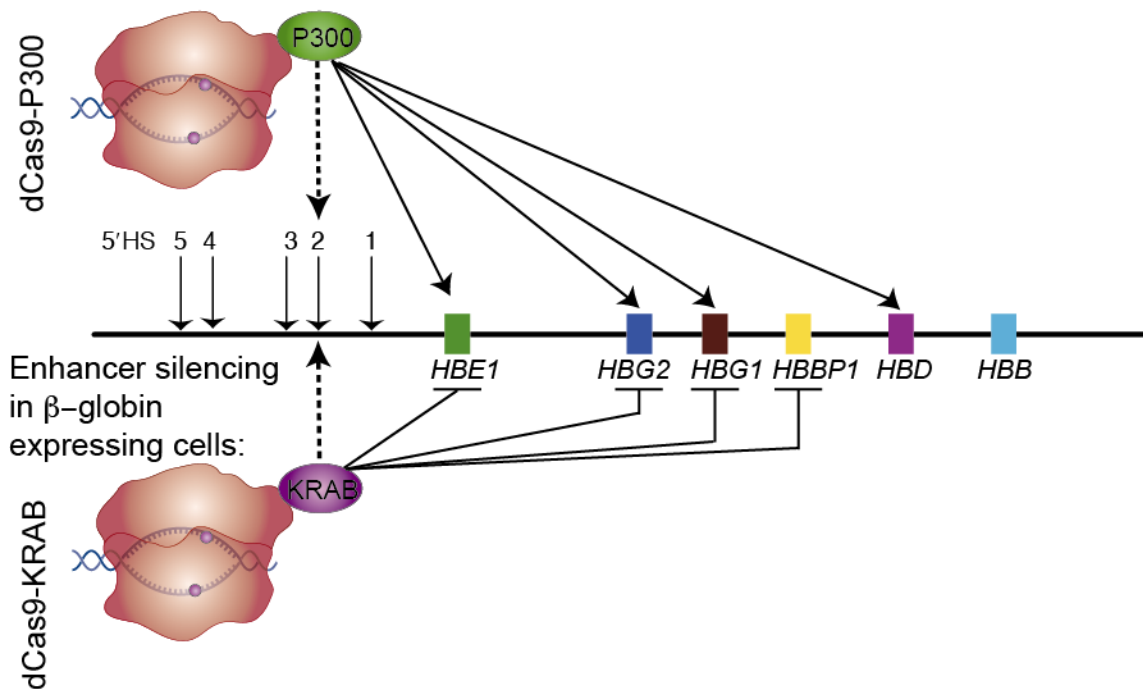 dCas9-P300
P300
5′HS 5 4 3 2 1
HBE1 HBG2 HBG1 HBBP1 HBD HBB
Enhancer silencing
in β–globin
expressing cells:
KRAB
dCas9-KRAB